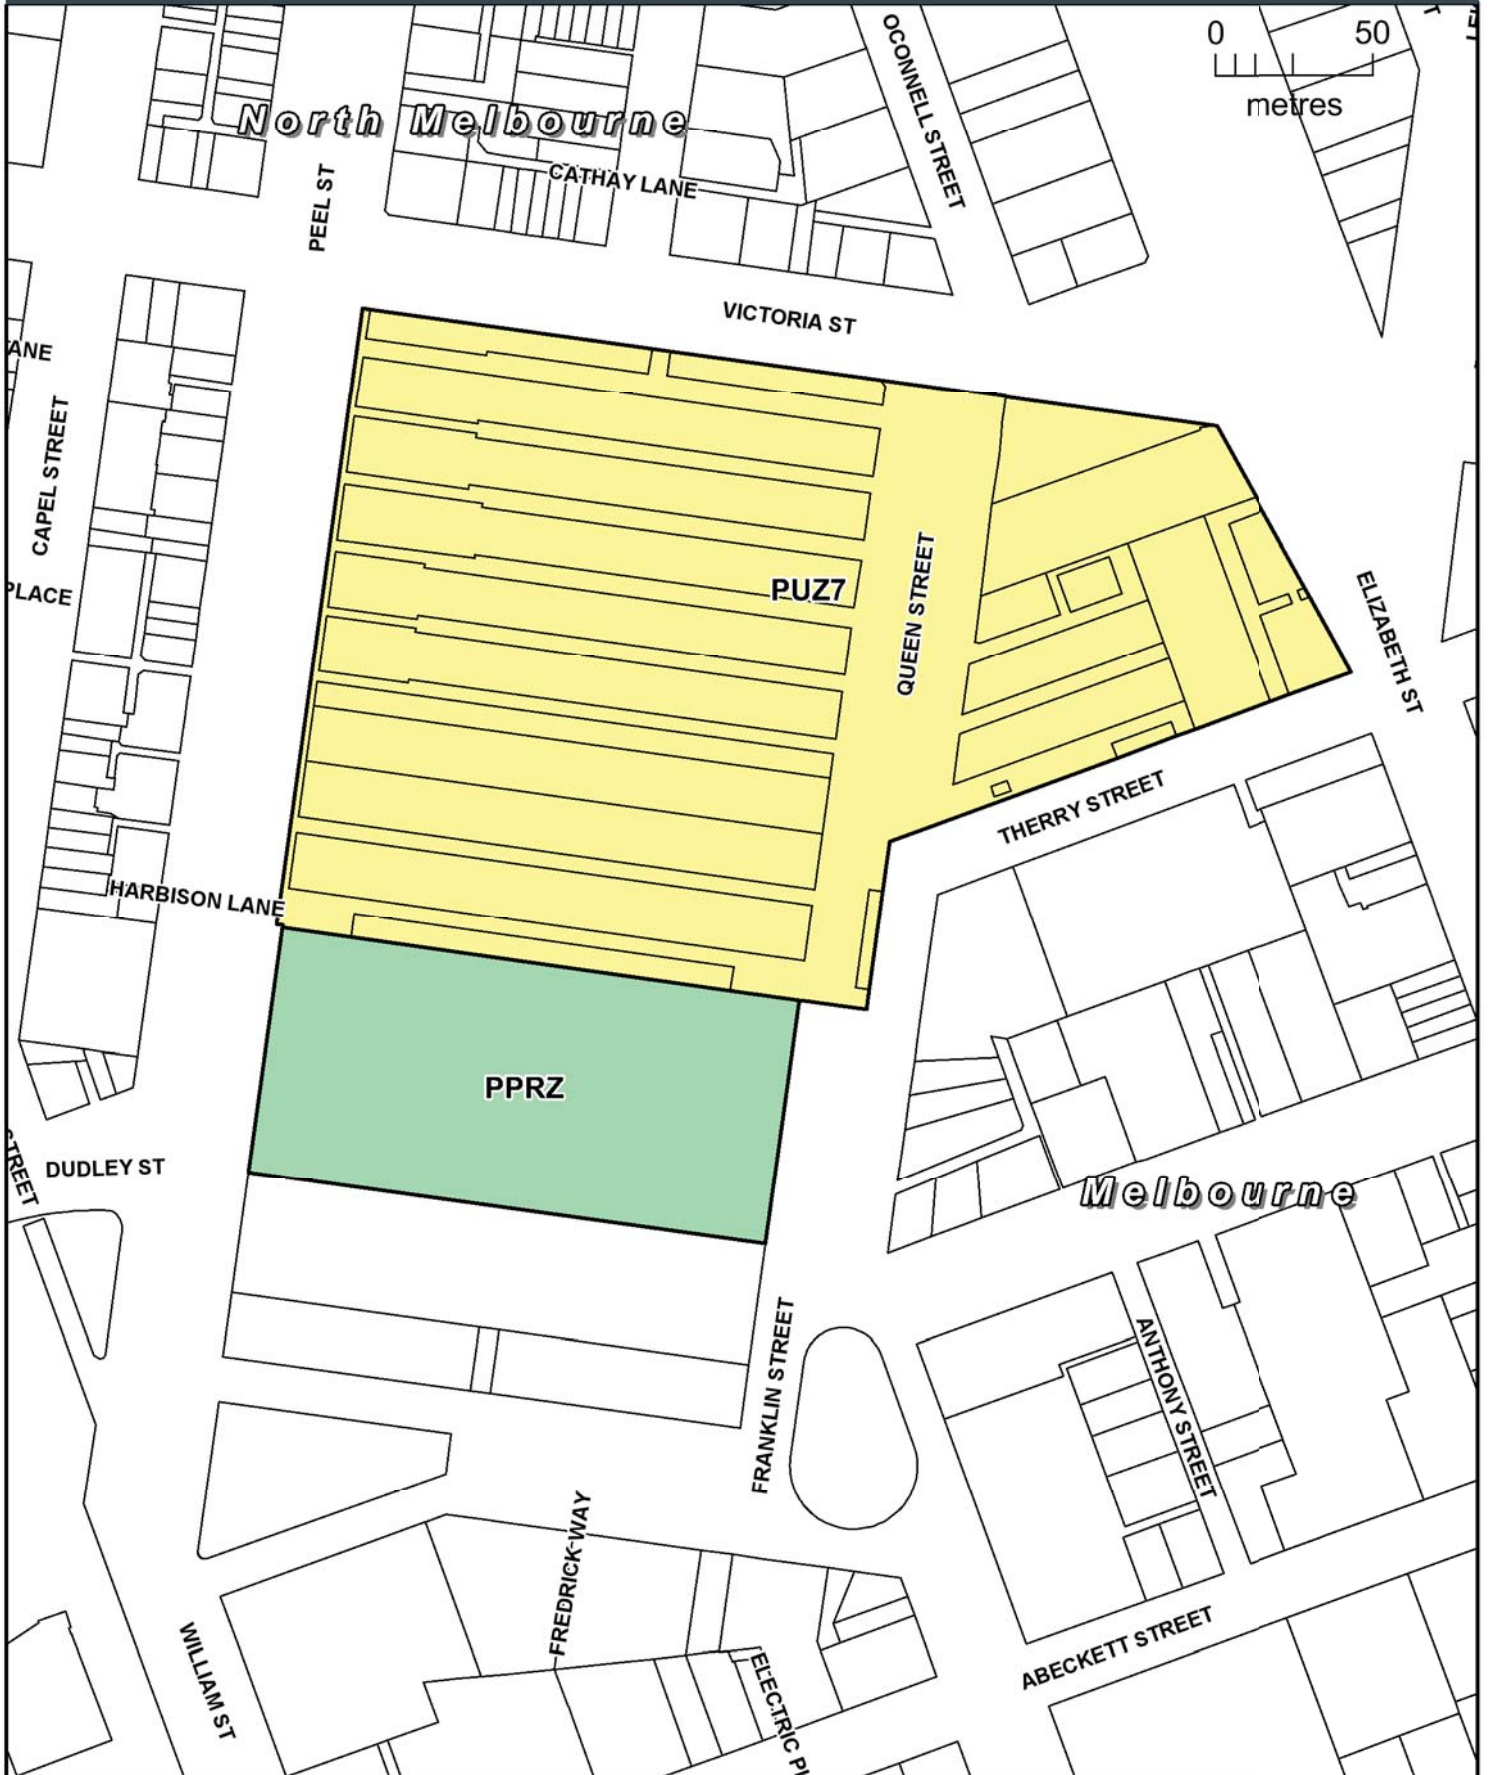 OCONNELL STREET
0 50
metres
North Melbourne
CATHAY LANE
PEEL ST
VICTORIA ST
ANE
CAPEL STREET
PLACE
PUZ7
QUEEN STREET
ELIZABETH ST
THERRY STREET
HARBISON LANE
PPRZ
STREET
DUDLEY ST
Melbourne
FRANKLIN STREET
ANTHONY STREET
FREDRICK WAY
WILLIAM ST
ABECKETT STREET
ELECTRIC PL